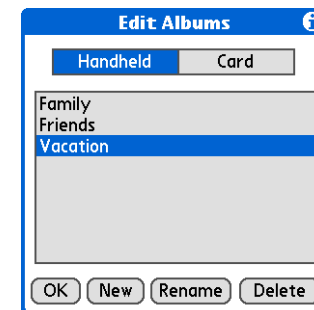 Edit Albums i
Handheld Card
Family
Friends
Vacation
OK New Rename Delete